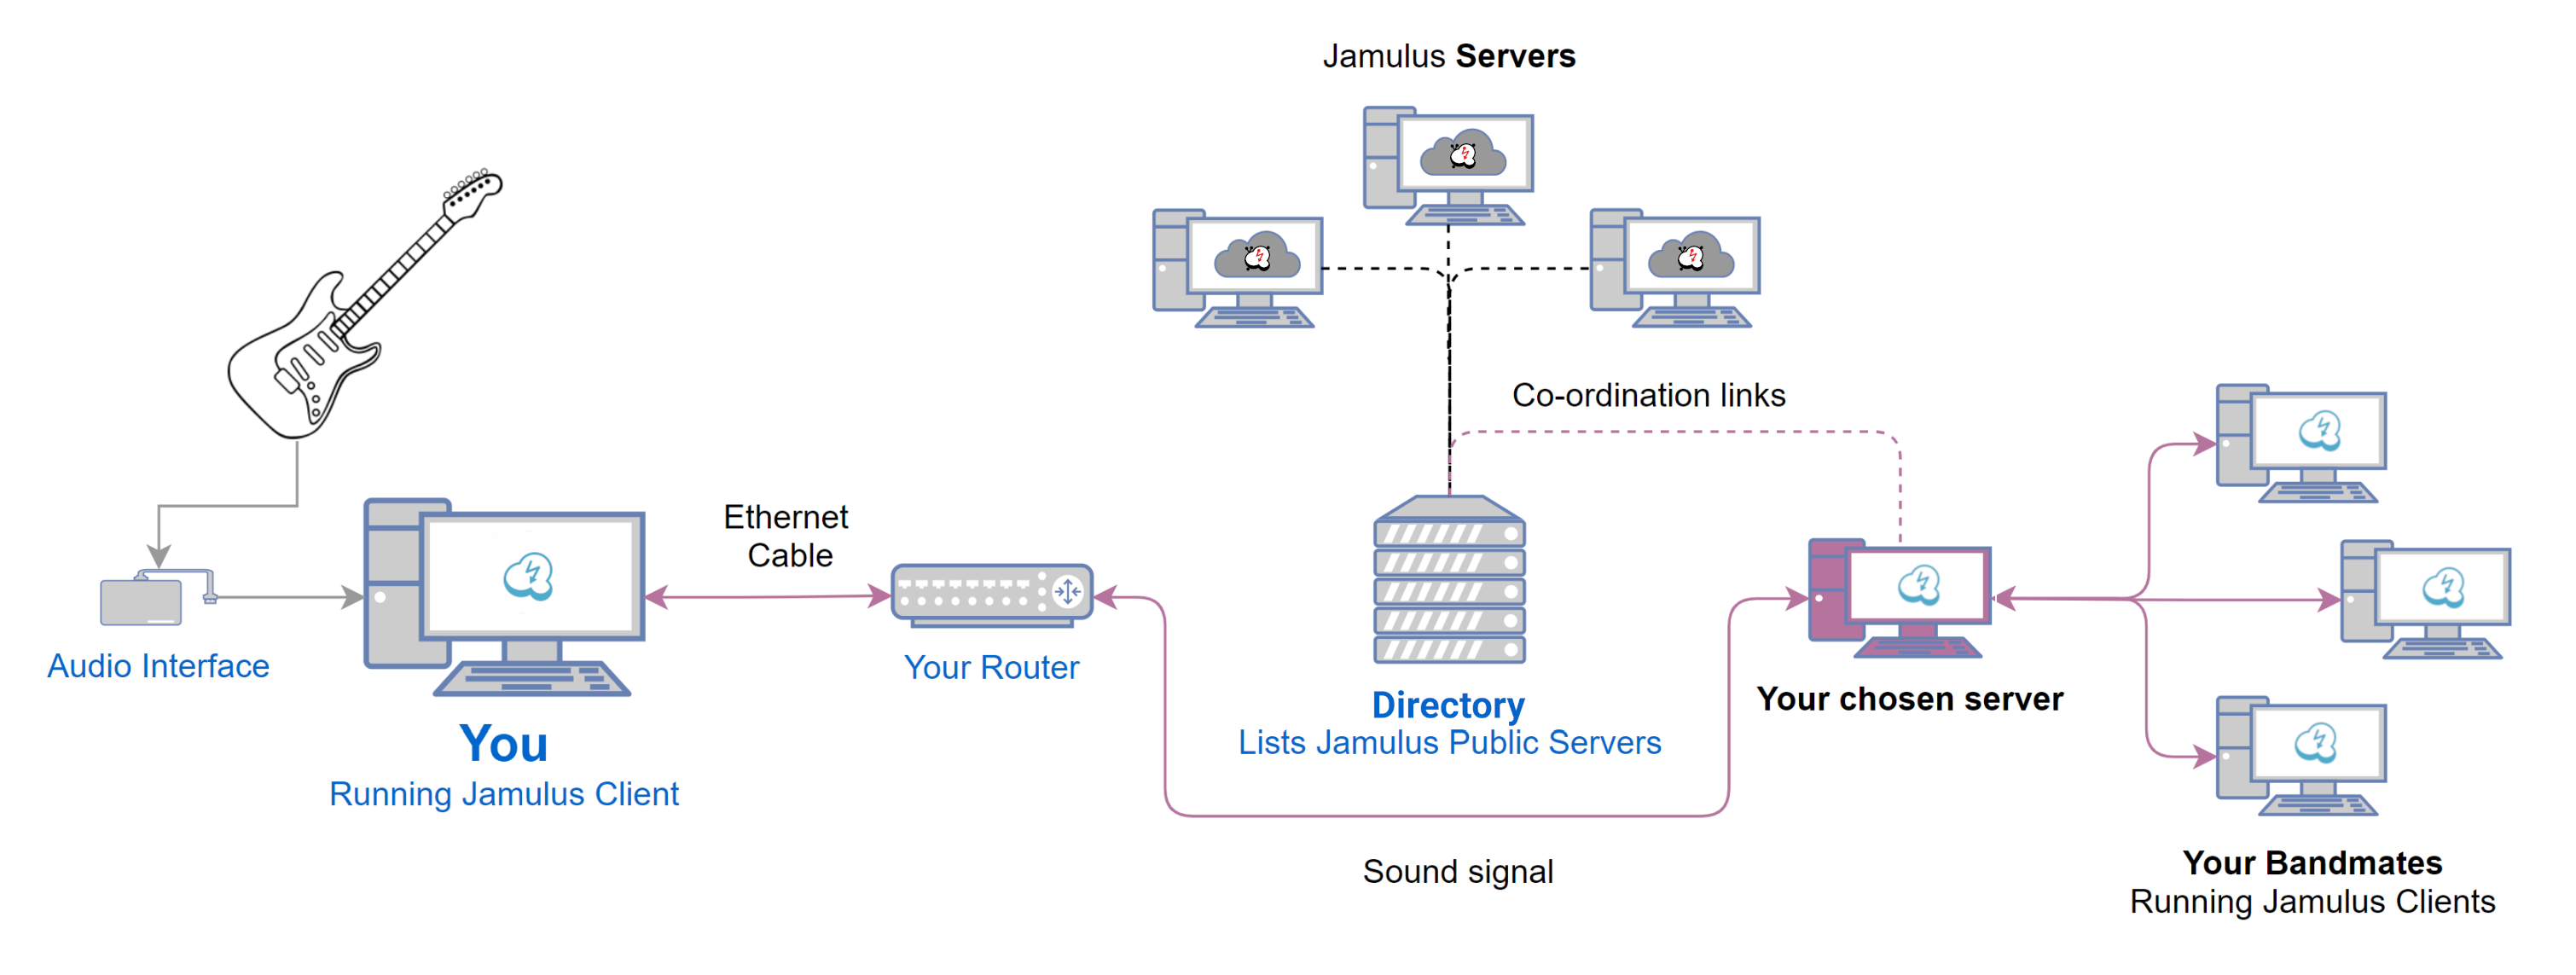 Jamulus Servers
Co-ordination links
Ethernet
Cable
Audio Interface
You
Running Jamulus Client
Your Router
Directory
Lists Jamulus Public Servers
Your chosen server
Sound signal
Your Bandmates
Running Jamulus Clients